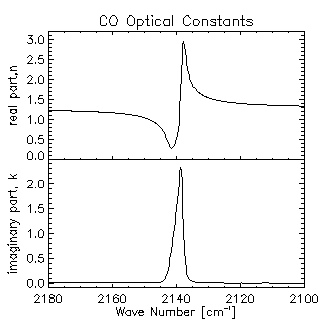 CO Optical Constants
real part,n
3.0
2.5
2.0
1.5
1.0
0.5
0.0
imaginary part, k
2.0
1.5
1.0
0.5
0.0
2180 2160 2140 2120 2100
Wave Number [cm⁻¹]